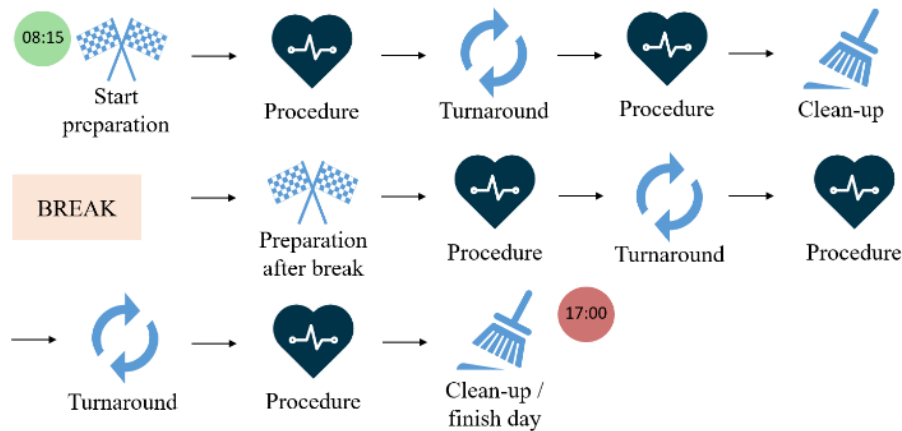 08:15
Start
preparation
Procedure
Turnaround
Procedure
Clean-up
BREAK
Preparation
after break
Procedure
Turnaround
Procedure
Turnaround
Procedure
Clean-up /
finish day
17:00